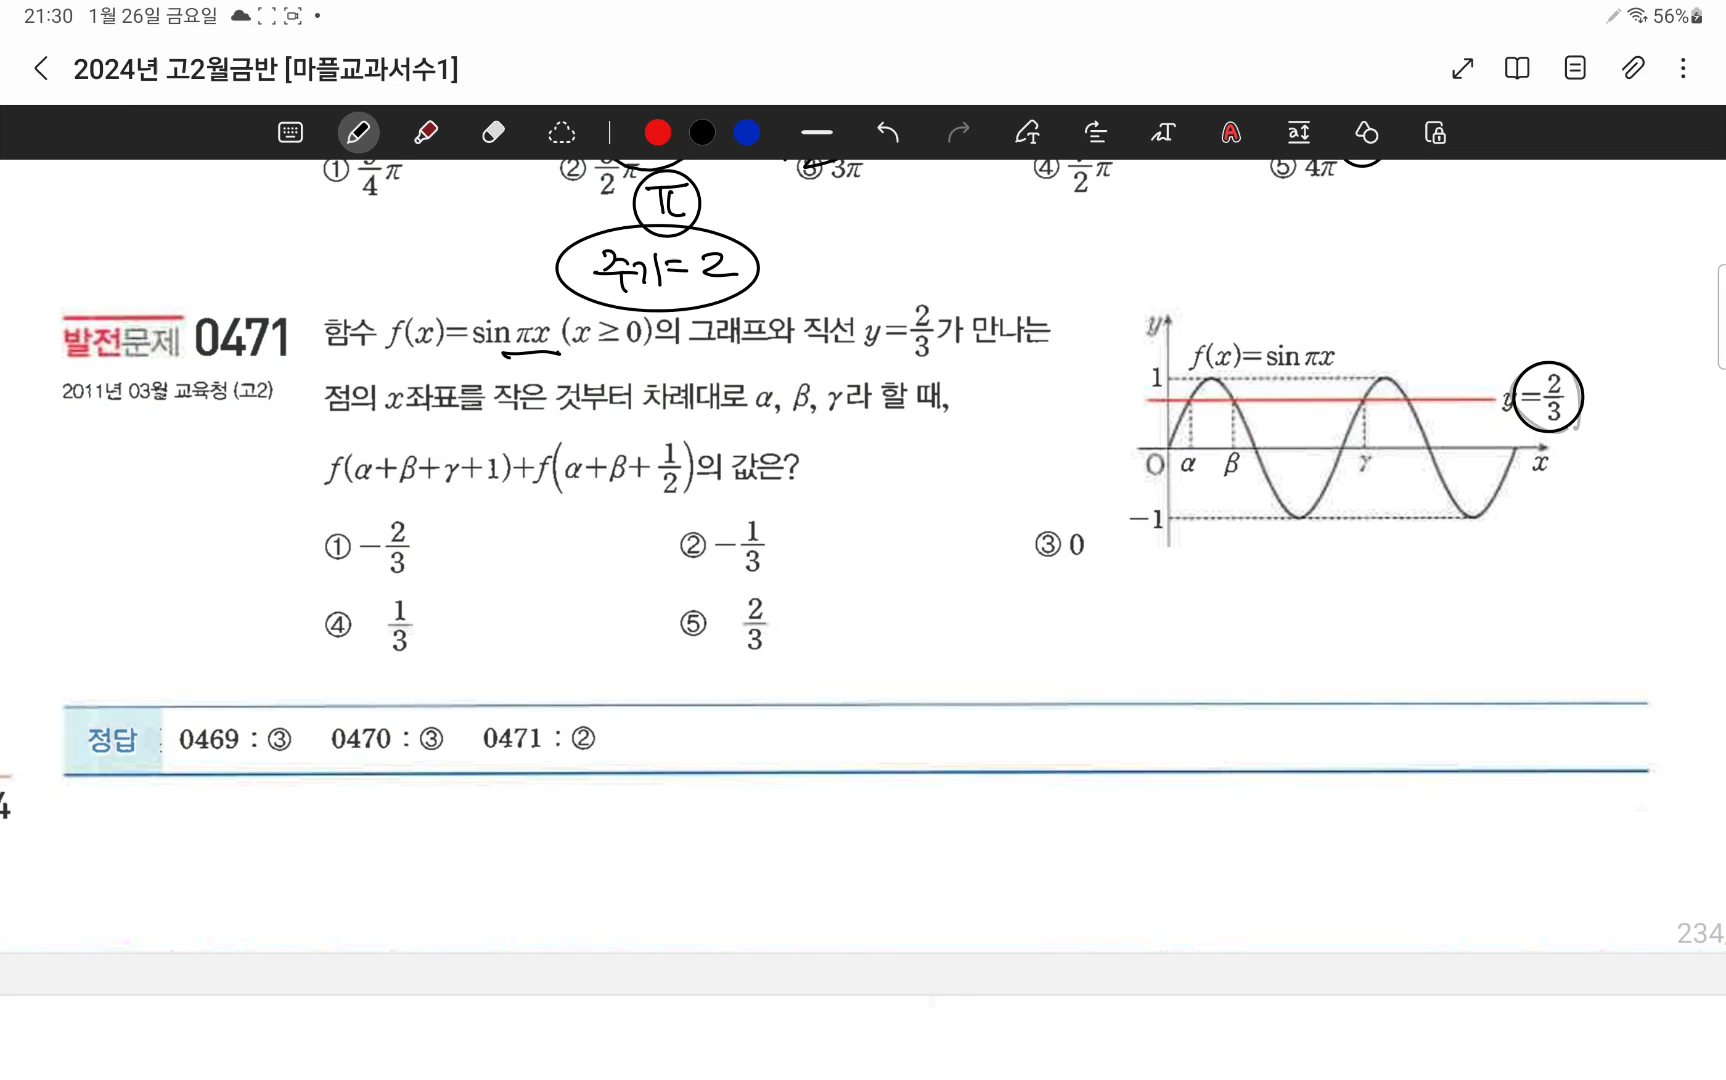 21:30 1월 26일 금요일
56%
2024년 고2월금반 [마플교과서수1]
① 4 π ② 2 π ③ 3π ④ 2 π ⑤ 4π
π
주기=2
발전문제 0471 함수 f(x)=sin πx (x≥0)의 그래프와 직선 y=2/3가 만나는
2011년 03월 교육청 (고2) 점의 x좌표를 작은 것부터 차례대로 α, β, γ라 할 때,
f(α+β+γ+1)+f(α+β+1/2)의 값은?
① -2/3 ② -1/3 ③ 0
④ 1/3 ⑤ 2/3
y
f(x)=sin πx
1
y=2/3
O α β γ x
-1
정답 0469 : ③ 0470 : ③ 0471 : ②
4
234